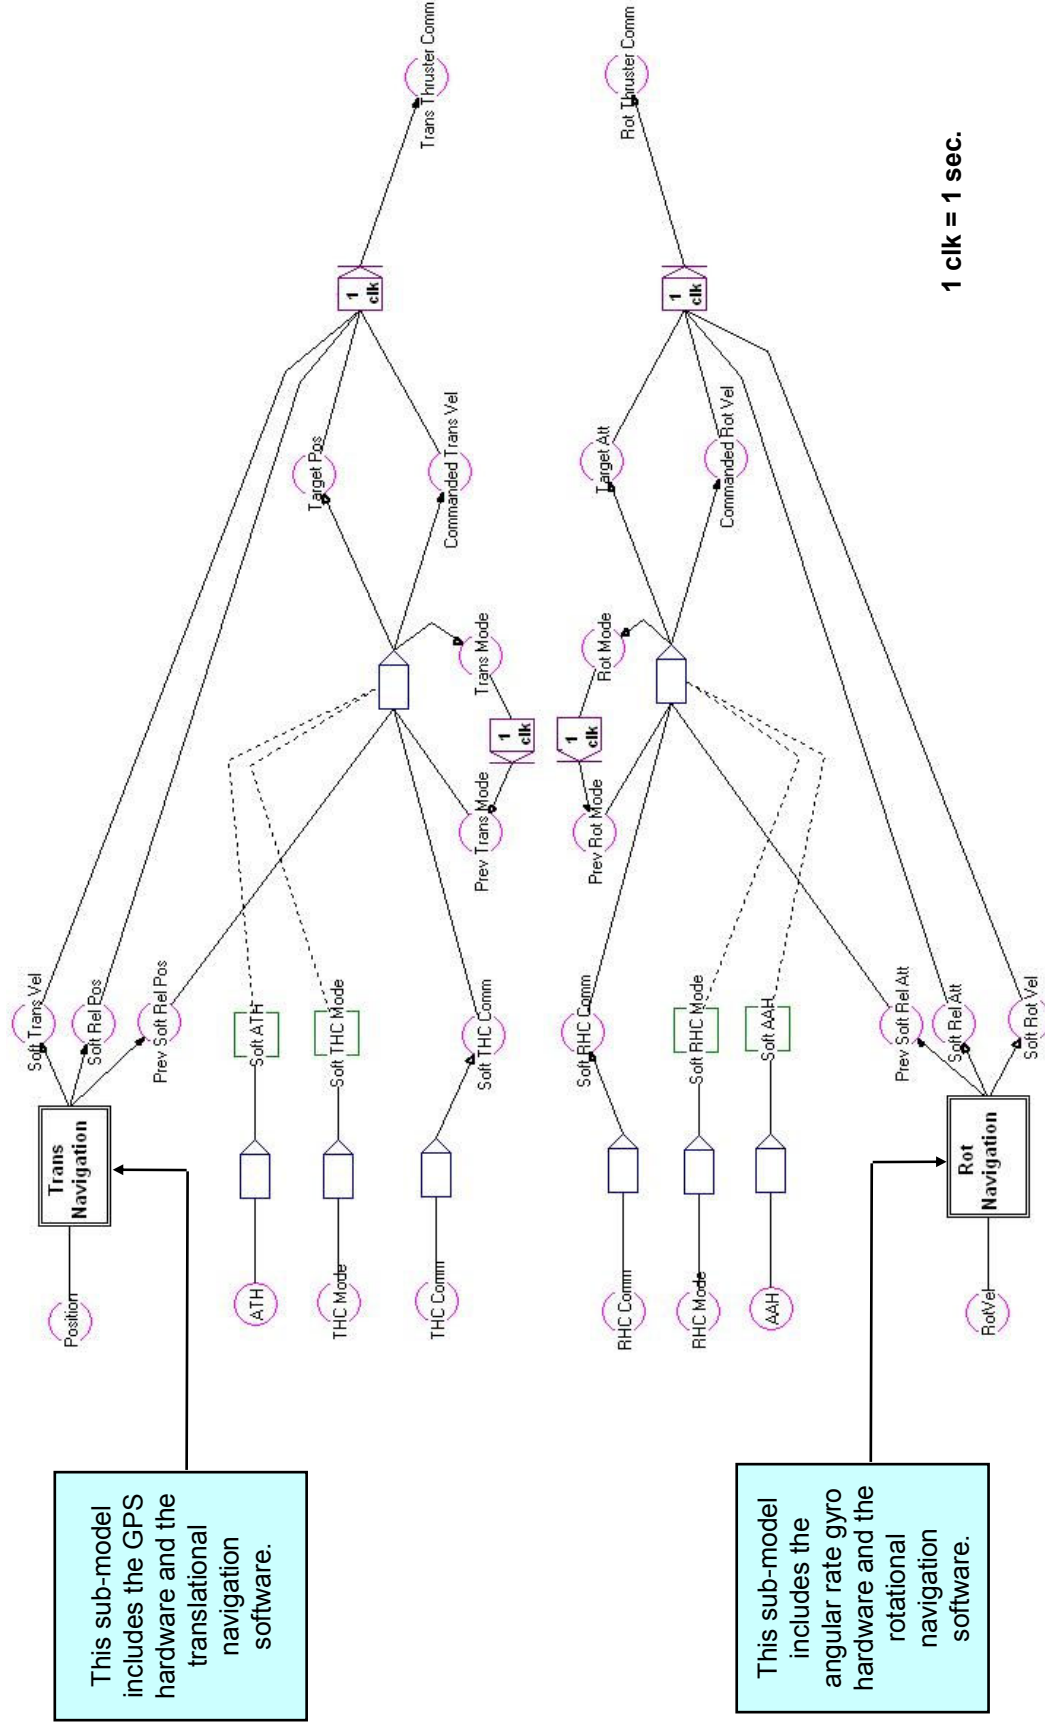 This sub-model
includes the GPS
hardware and the
translational
navigation
software.
Position
Trans
Navigation
Soft Trans Vel
Soft Rel Pos
Prev Soft Rel Pos
ATH
Soft ATH
THC Mode
Soft THC Mode
THC Comm
Soft THC Comm
Prev Trans Mode
1
clk
Trans Mode
Target Pos
Commanded Trans Vel
1
clk
Trans Thruster Comm
RHC Comm
Soft RHC Comm
RHC Mode
Soft RHC Mode
AAH
Soft AAH
Prev Rot Mode
1
clk
Rot Mode
Target Att
Commanded Rot Vel
1
clk
Rot Thruster Comm
This sub-model
includes the
angular rate gyro
hardware and the
rotational
navigation
software.
RotVel
Rot
Navigation
Prev Soft Rel Att
Soft Rel Att
Soft Rot Vel
1 clk = 1 sec.